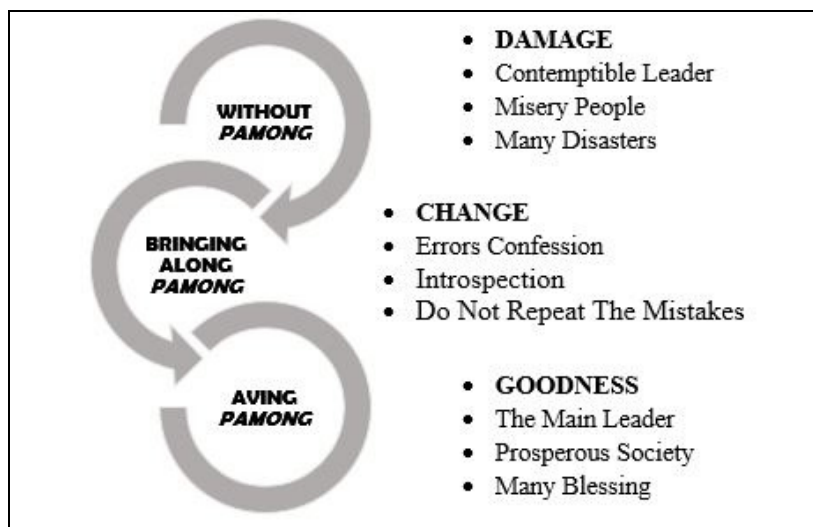 WITHOUT
PAMONG
• DAMAGE
• Contemptible Leader
• Misery People
• Many Disasters
BRINGING
ALONG
PAMONG
• CHANGE
• Errors Confession
• Introspection
• Do Not Repeat The Mistakes
AVING
PAMONG
• GOODNESS
• The Main Leader
• Prosperous Society
• Many Blessing